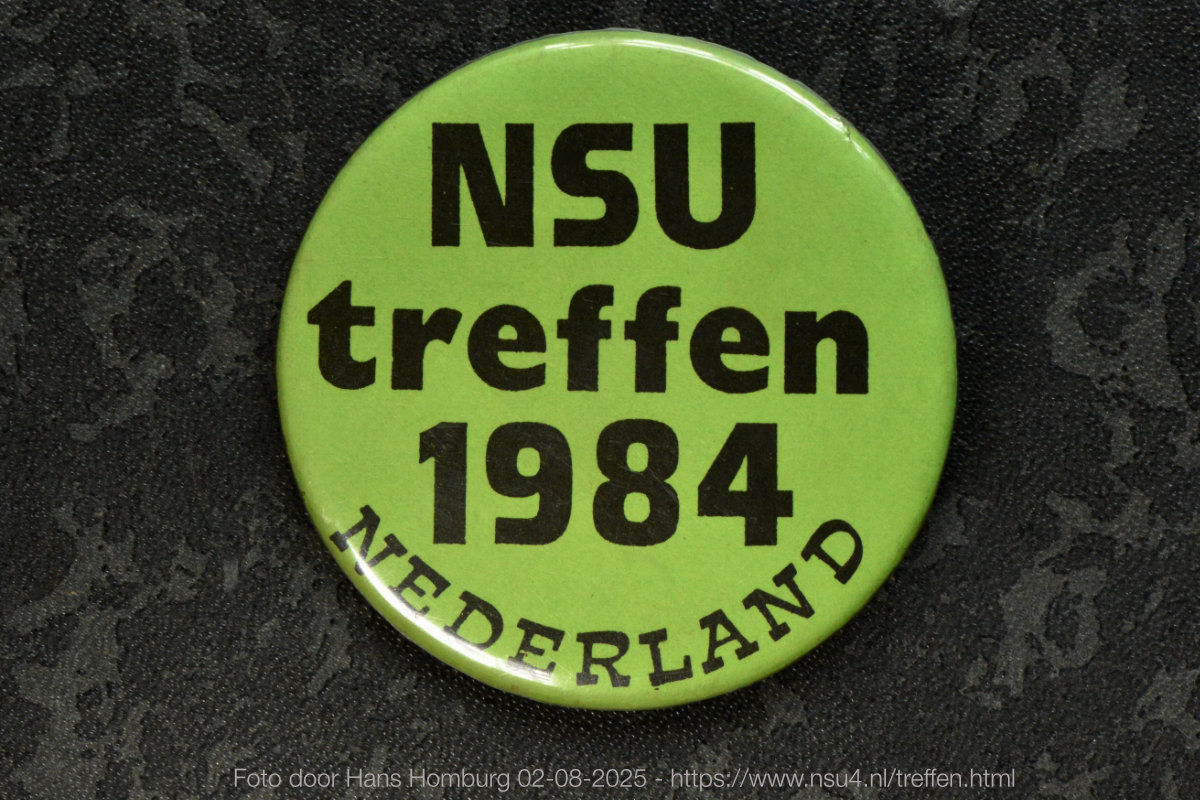 NSU
treffen
1984
NEDERLAND
Foto door Hans Homburg 02-08-2025 - https://www.nsu4.nl/treffen.html